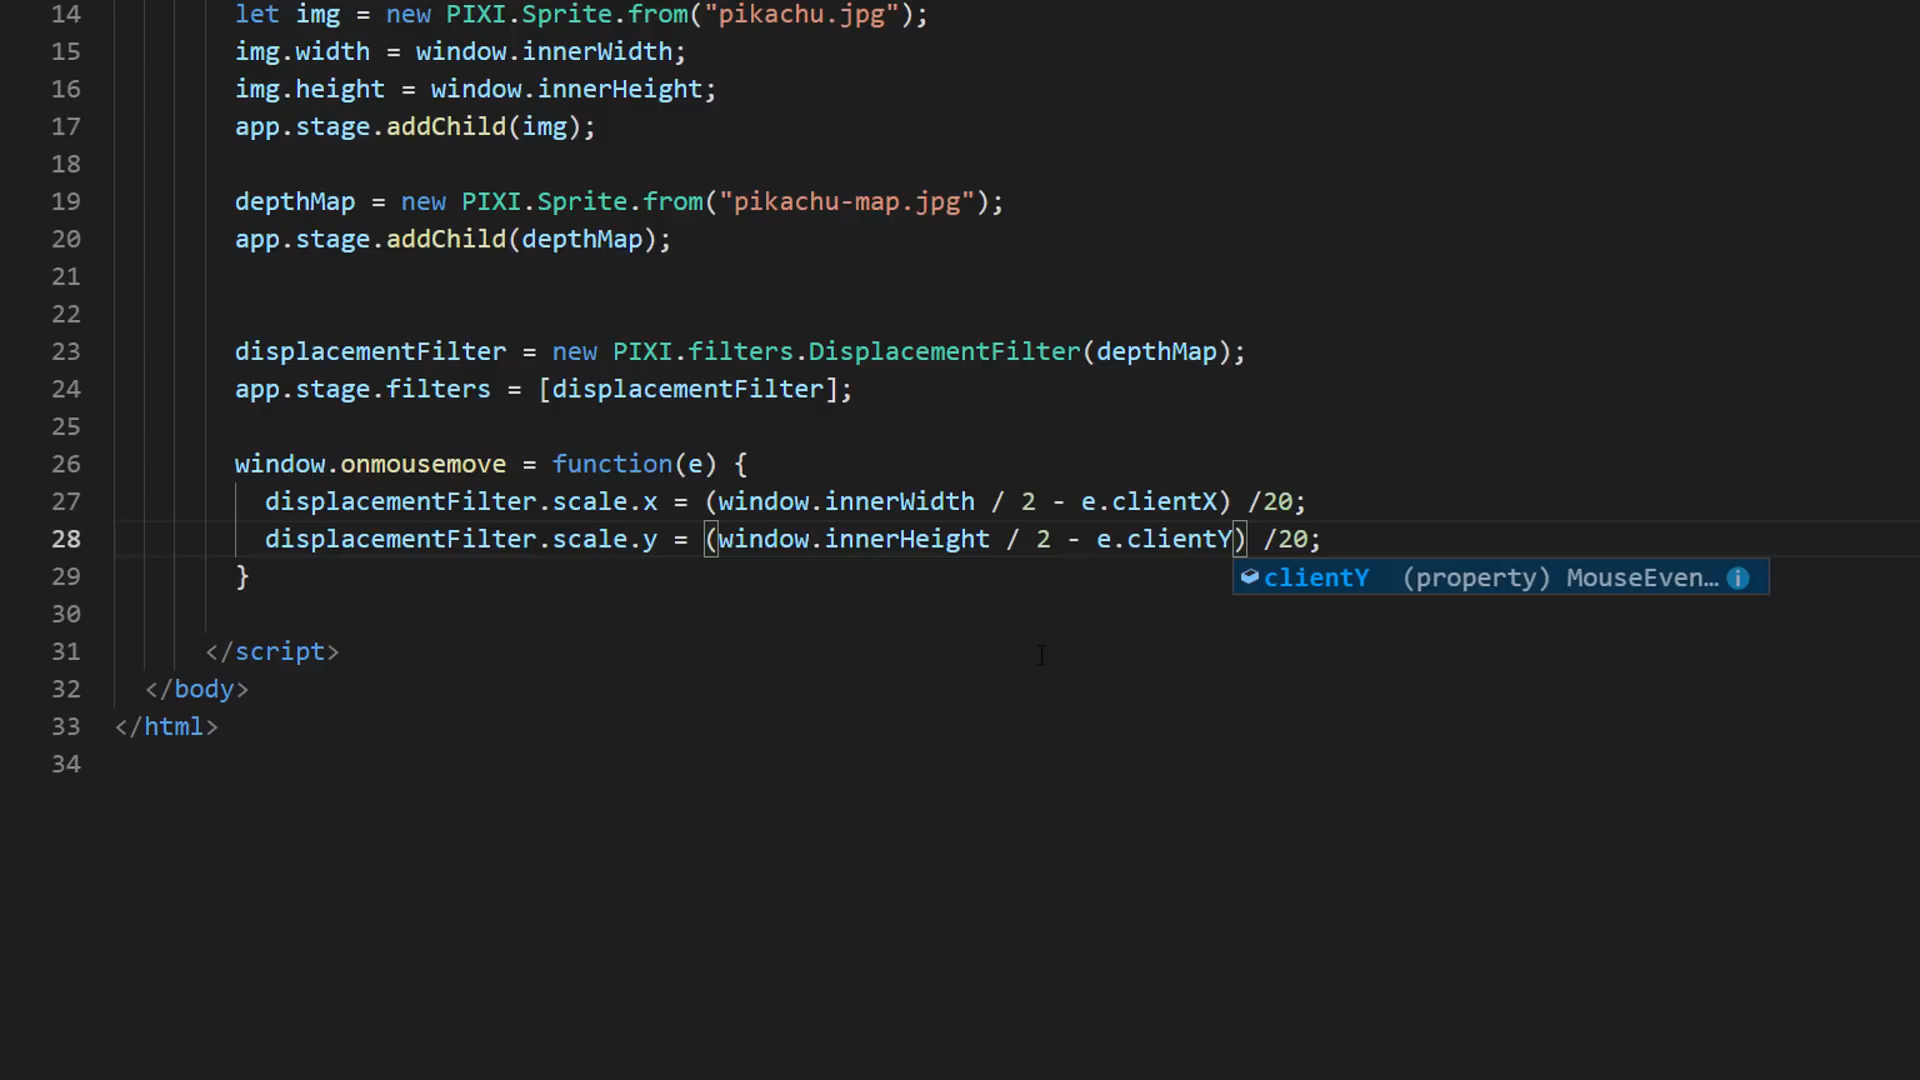 14 let img = new PIXI.Sprite.from("pikachu.jpg");
15 img.width = window.innerWidth;
16 img.height = window.innerHeight;
17 app.stage.addChild(img);
18
19 depthMap = new PIXI.Sprite.from("pikachu-map.jpg");
20 app.stage.addChild(depthMap);
21
22
23 displacementFilter = new PIXI.filters.DisplacementFilter(depthMap);
24 app.stage.filters = [displacementFilter];
25
26 window.onmousemove = function(e) {
27 displacementFilter.scale.x = (window.innerWidth / 2 - e.clientX) /20;
28 displacementFilter.scale.y = (window.innerHeight / 2 - e.clientY) /20;
clientY (property) MouseEven…
29 }
30
31 </script>
32 </body>
33 </html>
34